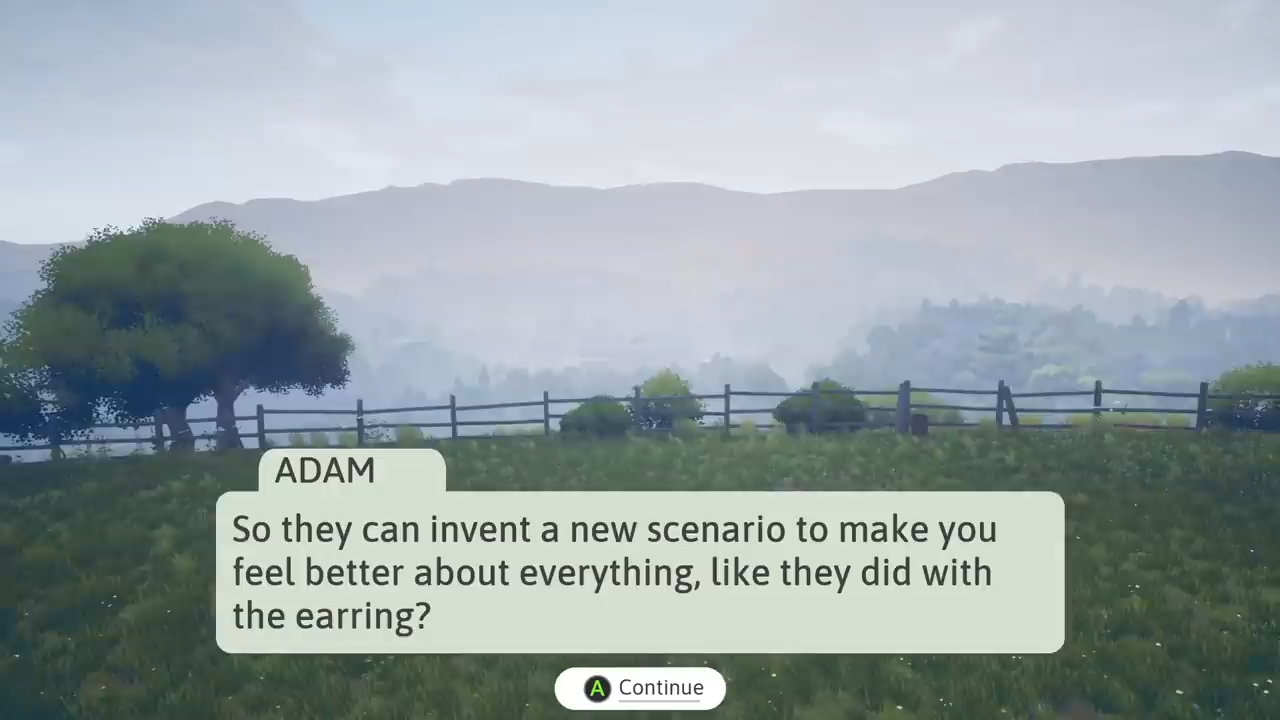 ADAM
So they can invent a new scenario to make you
feel better about everything, like they did with
the earring?
A Continue